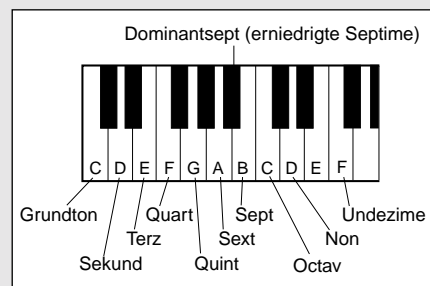 Dominantsept (erniedrigte Septime)
C D E F G A B C D E F
Grundton Quart Sept Undezime
Terz Sext Non
Sekund Quint Octav